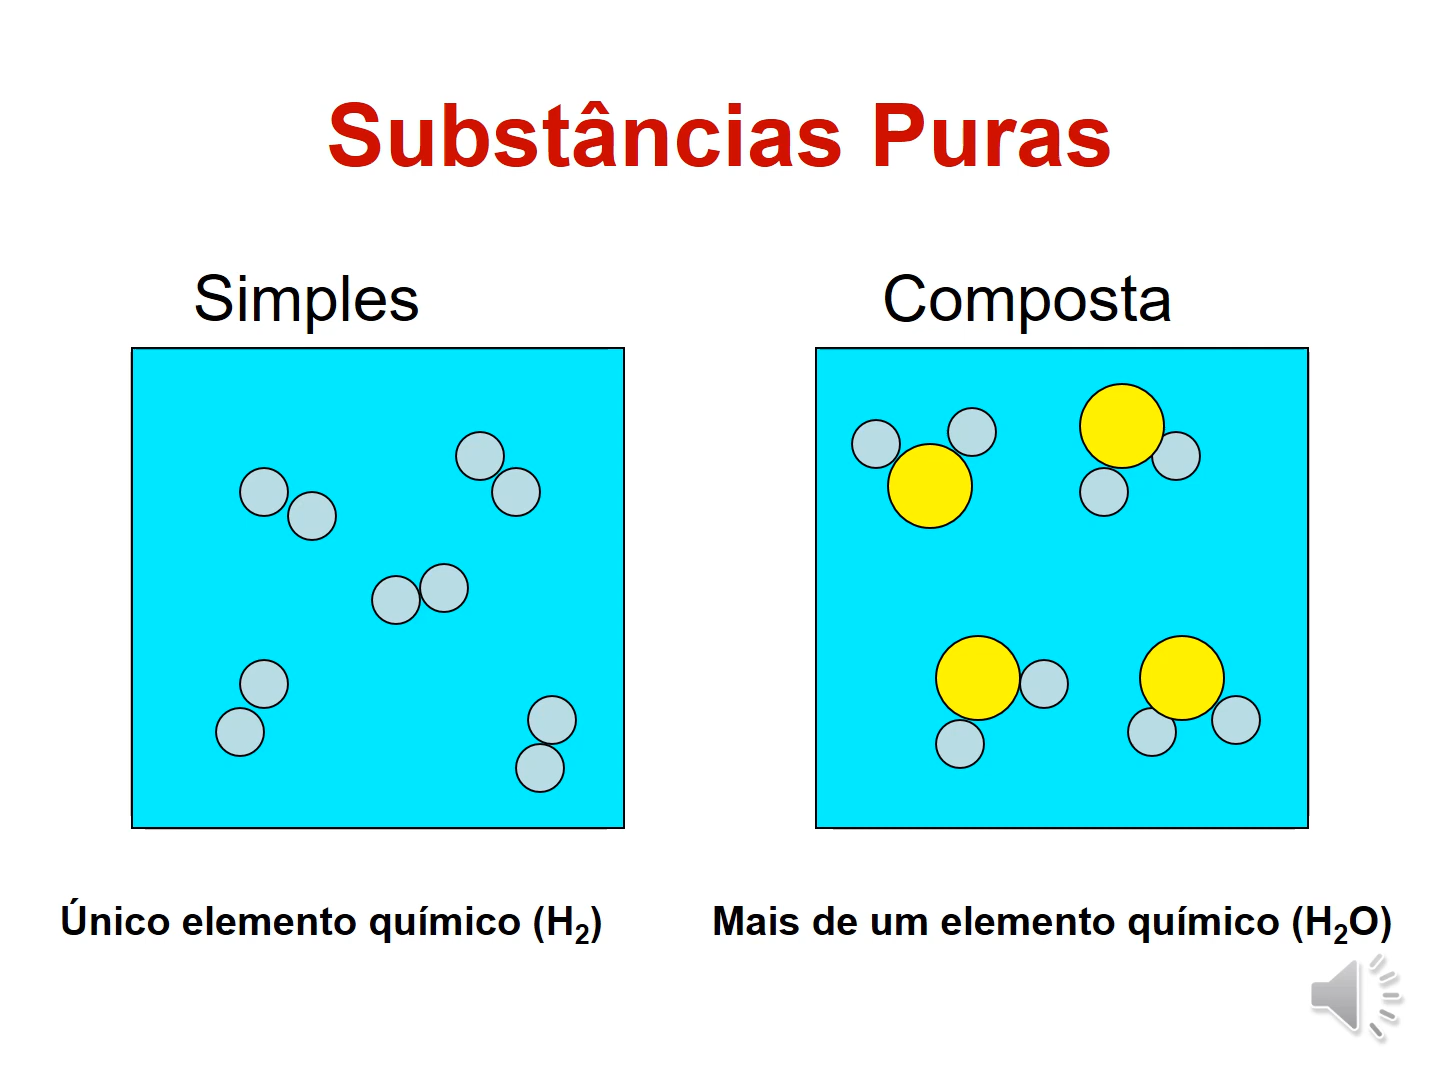 Substâncias Puras
Simples
Composta
Único elemento químico (H₂)
Mais de um elemento químico (H₂O)